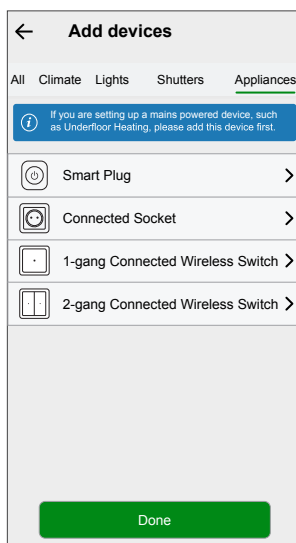 Add devices
All Climate Lights Shutters Appliances
If you are setting up a mains powered device, such
as Underfloor Heating, please add this device first.
Smart Plug
Connected Socket
1-gang Connected Wireless Switch
2-gang Connected Wireless Switch
Done